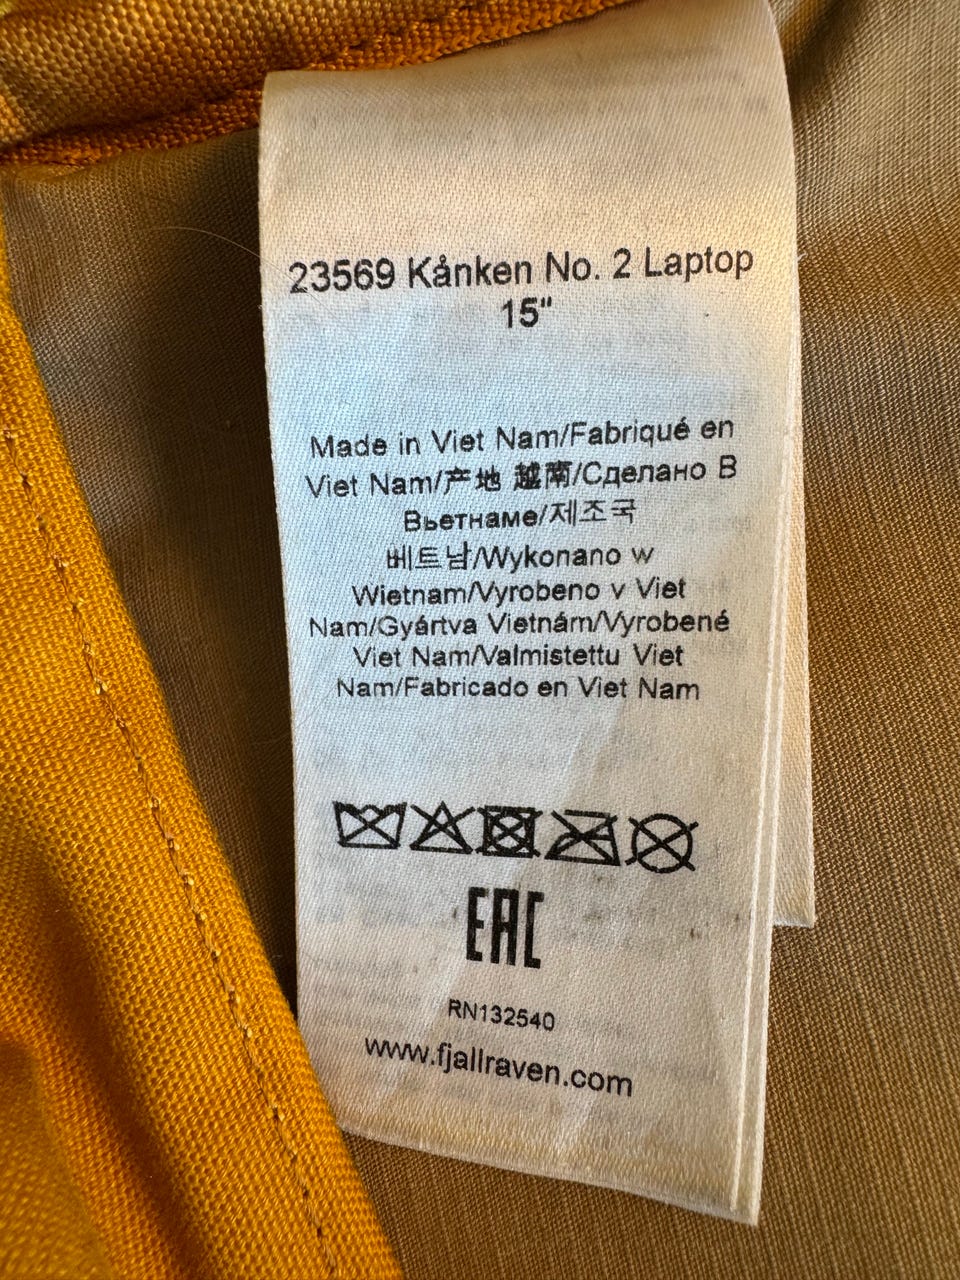 23569 Kånken No. 2 Laptop
15"
Made in Viet Nam/Fabriqué en
Viet Nam/产地 越南/Сделано В
Вьетнаме/제조국
베트남/Wykonano w
Wietnam/Vyrobeno v Viet
Nam/Gyártva Vietnám/Vyrobené
Viet Nam/Valmistettu Viet
Nam/Fabricado en Viet Nam
EAC
RN132540
www.fjallraven.com